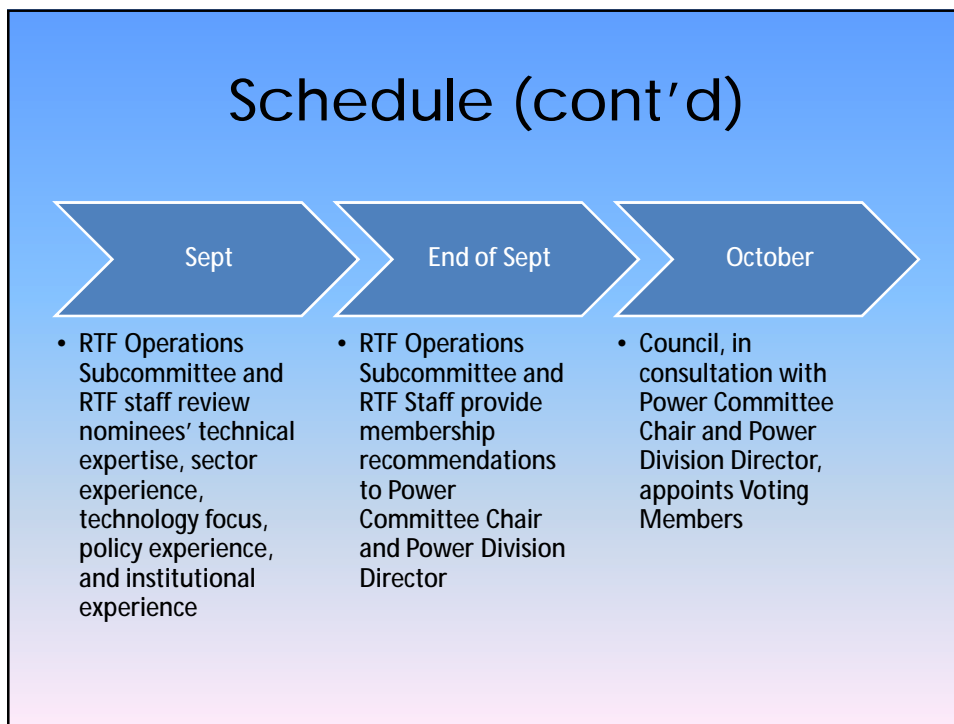 Schedule (cont'd)
Sept
• RTF Operations
Subcommittee and
RTF staff review
nominees' technical
expertise, sector
experience,
technology focus,
policy experience,
and institutional
experience
End of Sept
• RTF Operations
Subcommittee and
RTF Staff provide
membership
recommendations
to Power
Committee Chair
and Power Division
Director
October
• Council, in
consultation with
Power Committee
Chair and Power
Division Director,
appoints Voting
Members